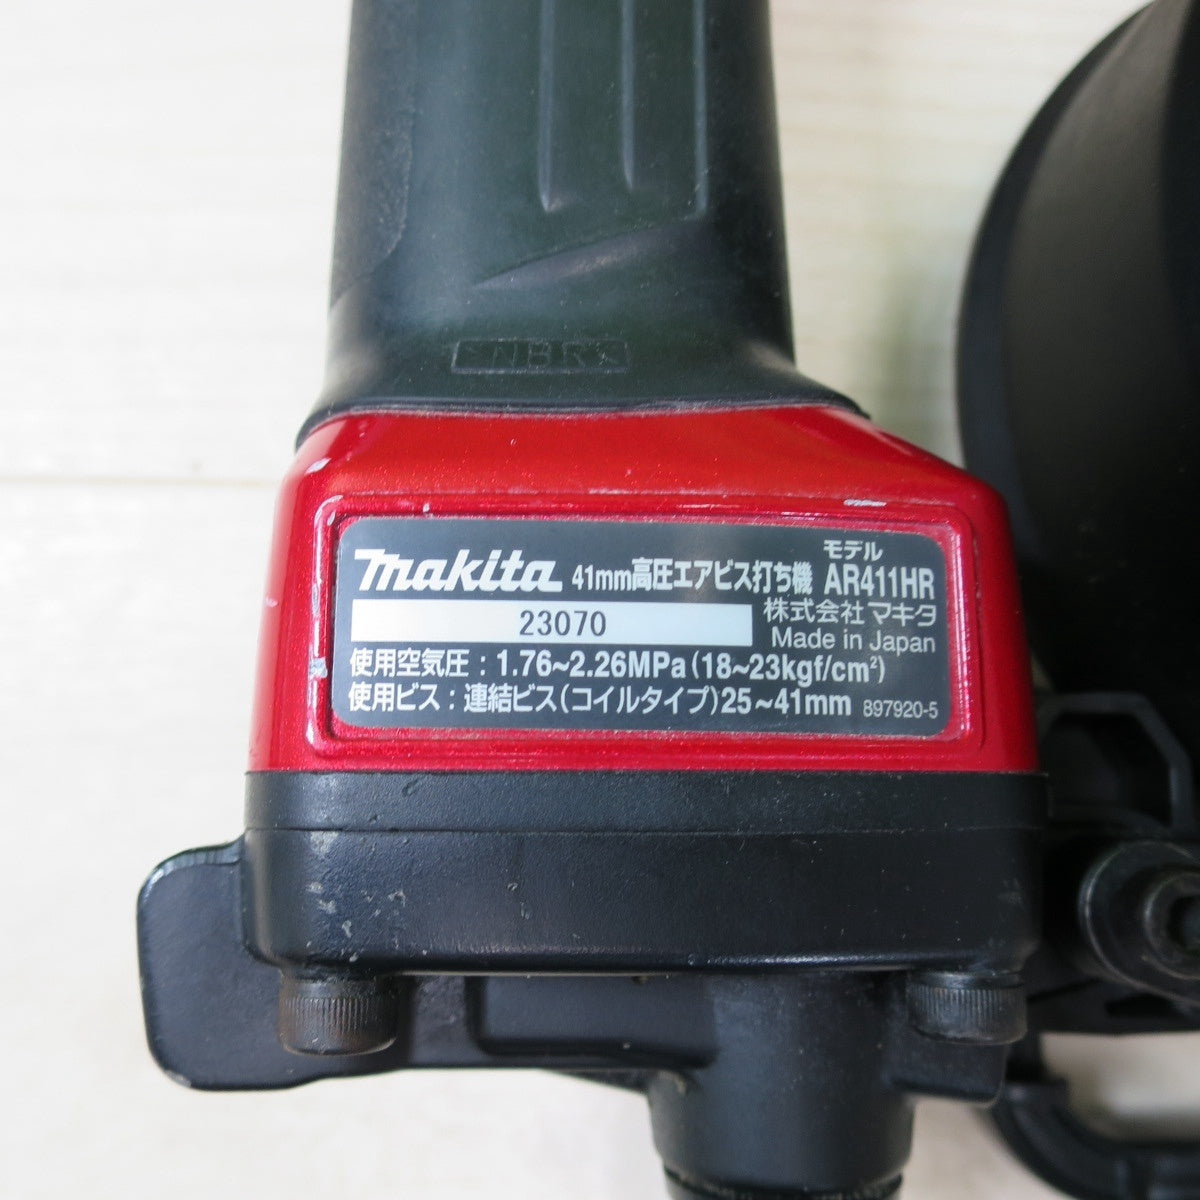 >NBR<
makita 41mm高圧エアビス打ち機 モデル AR411HR
23070 株式会社マキタ
Made in Japan
使用空気圧：1.76~2.26MPa(18~23kgf/cm²)
使用ビス：連結ビス(コイルタイプ)25~41mm 897920-5